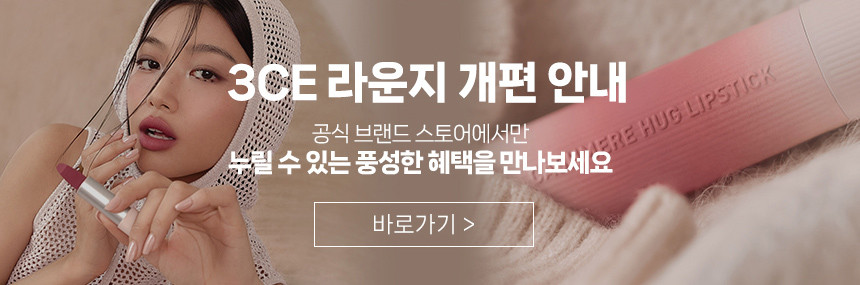 3CE 라운지 개편 안내
공식 브랜드 스토어에서만
누릴 수 있는 풍성한 혜택을 만나보세요
바로가기 >
HUG LIPSTICK